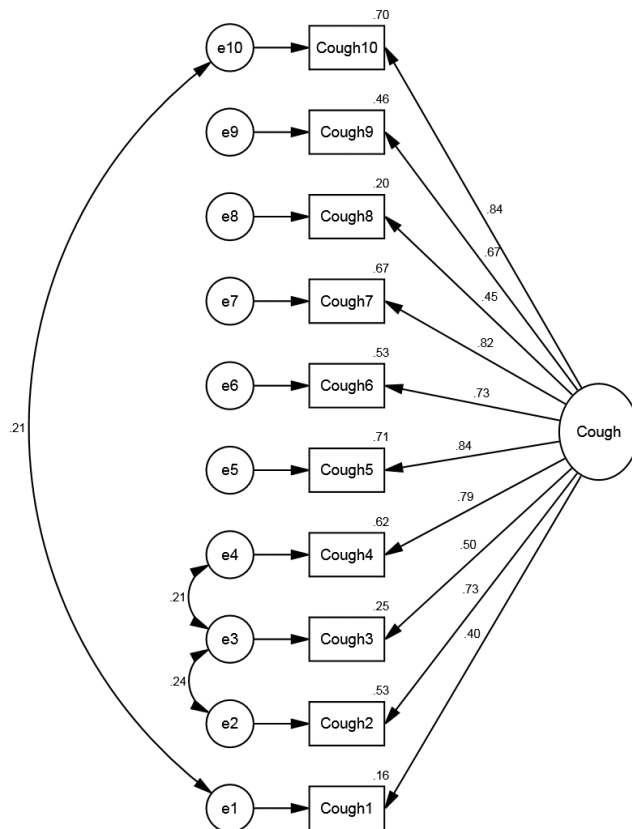 .70
e10
Cough10
.46
e9
Cough9
.84
.20
e8
Cough8
.67
.67
.45
e7
Cough7
.82
.53
e6
Cough6
.73
Cough
.21
.71
.84
e5
Cough5
.79
.62
e4
Cough4
.50
.21
.73
.25
e3
Cough3
.40
.24
.53
e2
Cough2
.16
e1
Cough1